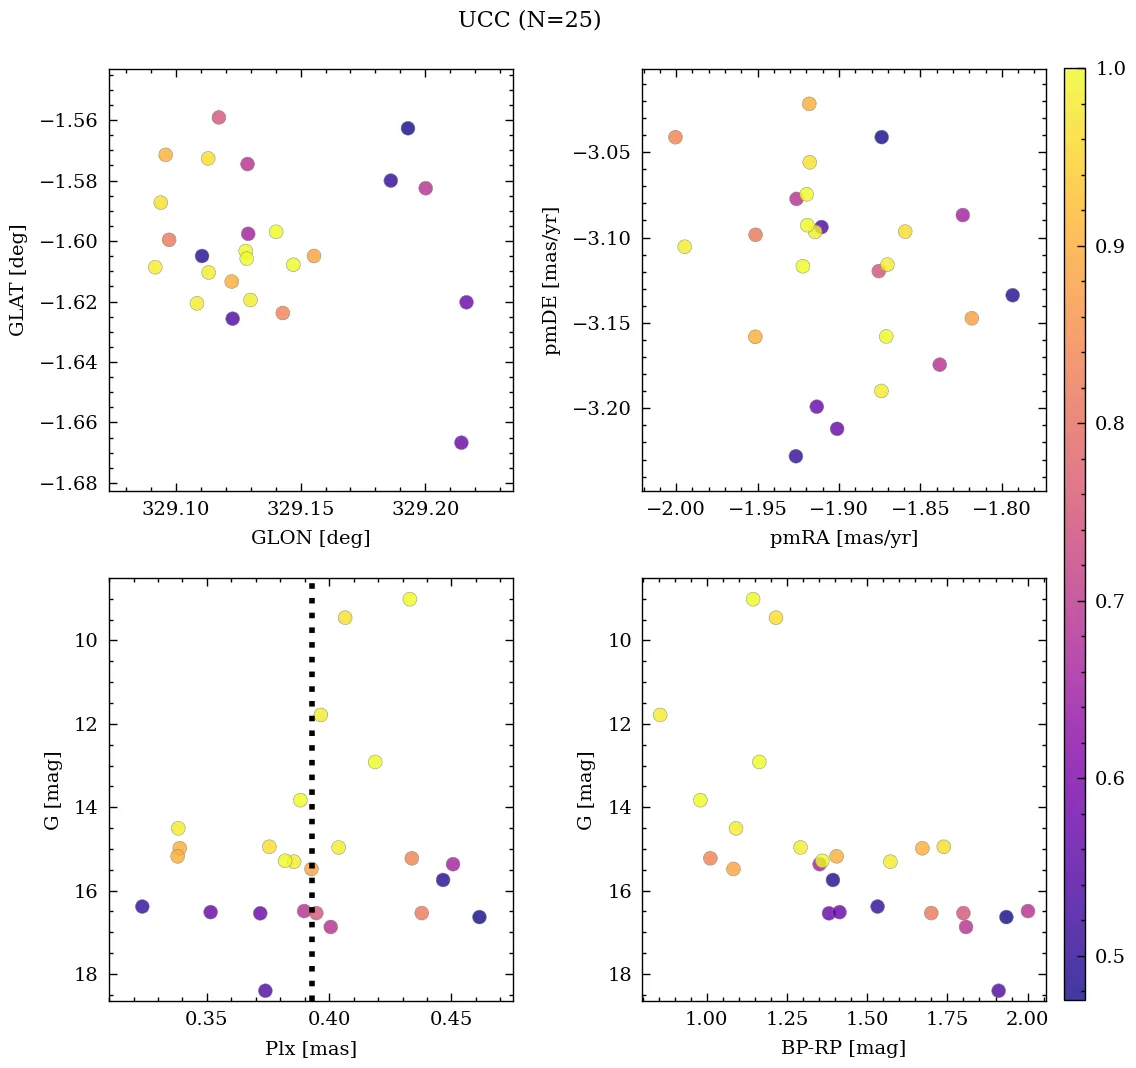 UCC (N=25)
−1.56
−1.58
−1.60
−1.62
−1.64
−1.66
−1.68
GLAT [deg]
329.10 329.15 329.20
GLON [deg]
−3.05
−3.10
−3.15
−3.20
pmDE [mas/yr]
−2.00 −1.95 −1.90 −1.85 −1.80
pmRA [mas/yr]
1.0
0.9
0.8
0.7
0.6
0.5
10
12
14
16
18
G [mag]
0.35 0.40 0.45
Plx [mas]
10
12
14
16
18
G [mag]
1.00 1.25 1.50 1.75 2.00
BP-RP [mag]